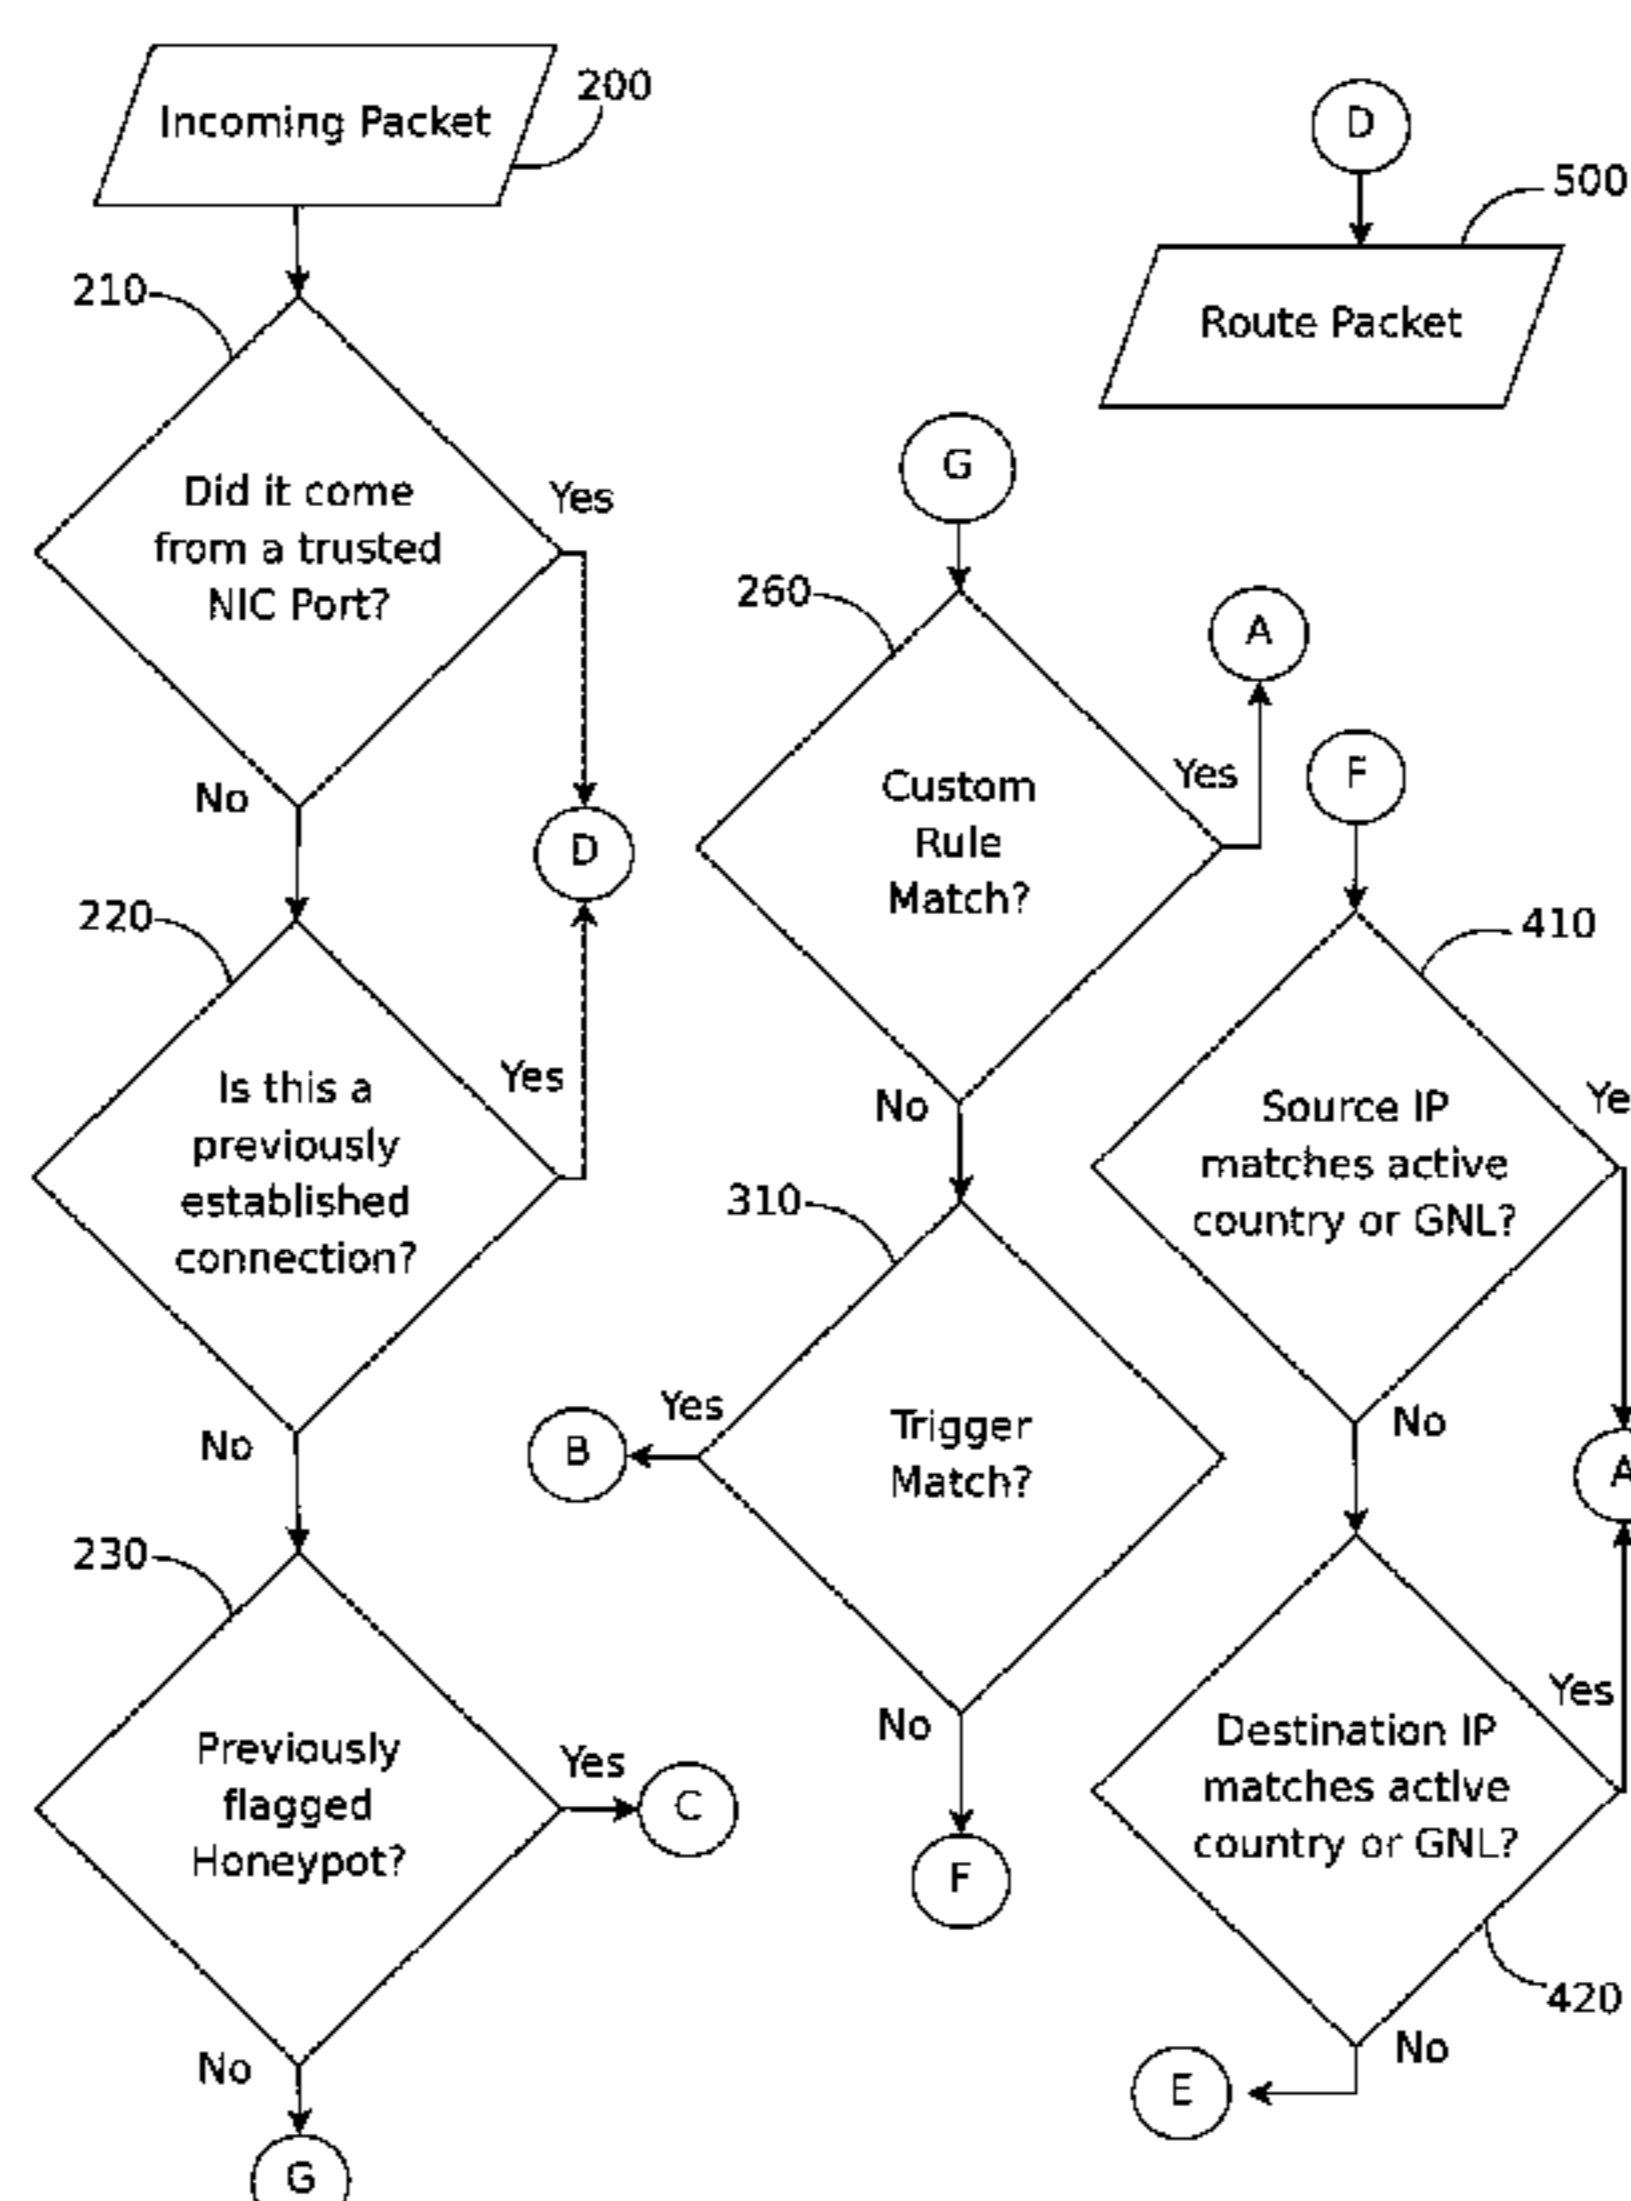 Incoming Packet
200
210
Did it come
from a trusted
NIC Port?
Yes
No
D
220
Is this a
previously
established
connection?
Yes
No
230
Previously
flagged
Honeypot?
Yes
C
No
G
G
260
Custom
Rule
Match?
Yes
A
No
310
Trigger
Match?
Yes
B
No
F
D
500
Route Packet
F
410
Source IP
matches active
country or GNL?
Ye
No
A
Destination IP
matches active
country or GNL?
Yes
420
No
E